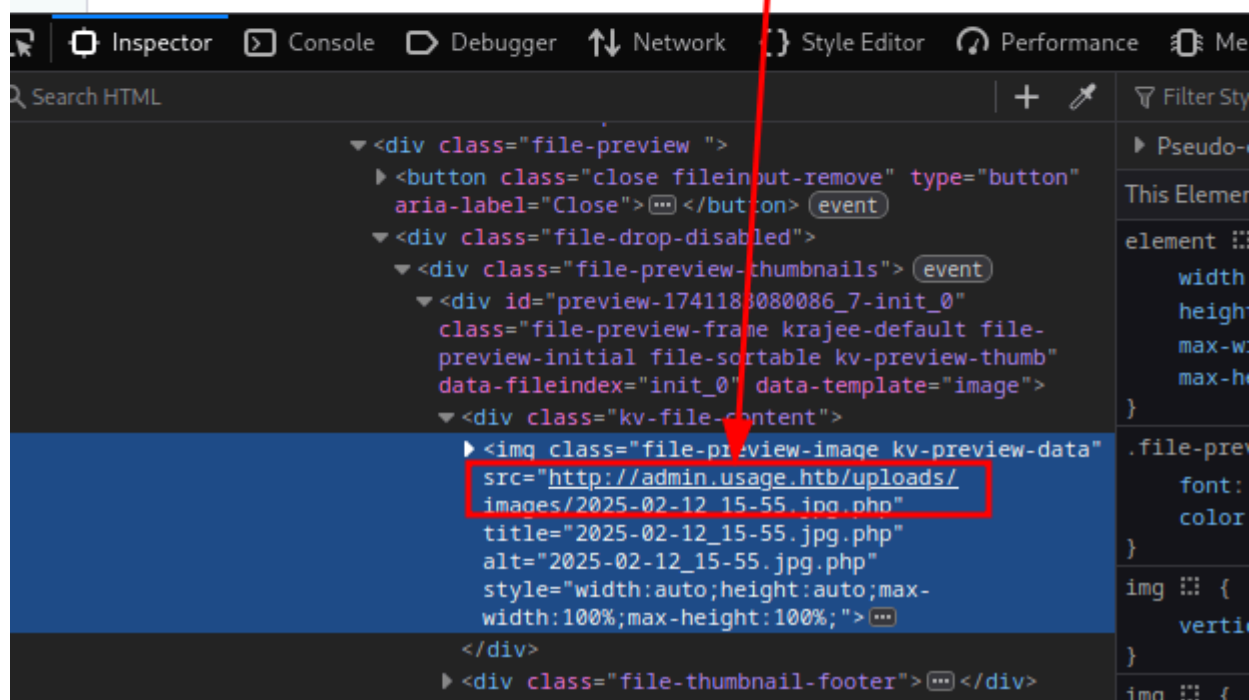 Inspector Console Debugger Network {} Style Editor Performance Me
Search HTML + Filter Sty
<div class="file-preview ">
<button class="close fileinput-remove" type="button"
aria-label="Close"> </button> event
<div class="file-drop-disabled">
<div class="file-preview-thumbnails"> event
<div id="preview-1741183080086_7-init_0"
class="file-preview-frame krajee-default file-
preview-initial file-sortable kv-preview-thumb"
data-fileindex="init_0" data-template="image">
<div class="kv-file-content">
<img class="file-preview-image kv-preview-data"
src="http://admin.usage.htb/uploads/
images/2025-02-12_15-55.jpg.php"
title="2025-02-12_15-55.jpg.php"
alt="2025-02-12_15-55.jpg.php"
style="width:auto;height:auto;max-
width:100%;max-height:100%;">
</div>
<div class="file-thumbnail-footer"> </div>
Pseudo-
This Elemen
element {
width
heigh
max-w
max-he
}
.file-prev
font:
color
}
img {
vertic
}
img {